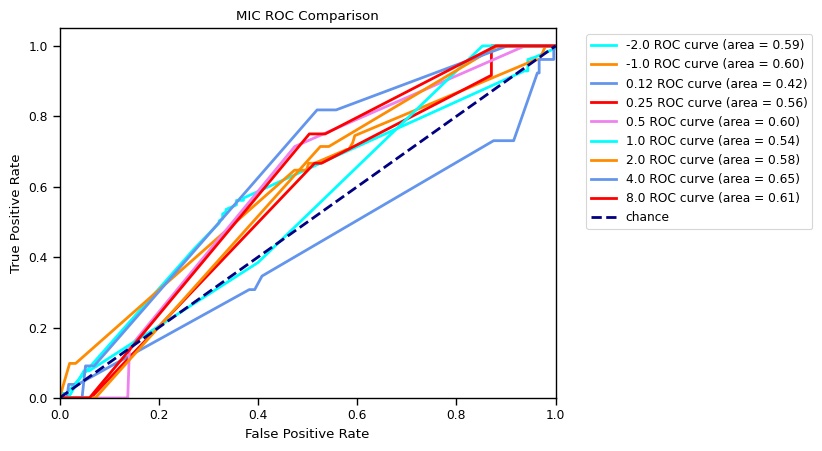 MIC ROC Comparison
1.0
0.8
0.6
0.4
0.2
0.0
True Positive Rate
0.0 0.2 0.4 0.6 0.8 1.0
False Positive Rate
-2.0 ROC curve (area = 0.59)
-1.0 ROC curve (area = 0.60)
0.12 ROC curve (area = 0.42)
0.25 ROC curve (area = 0.56)
0.5 ROC curve (area = 0.60)
1.0 ROC curve (area = 0.54)
2.0 ROC curve (area = 0.58)
4.0 ROC curve (area = 0.65)
8.0 ROC curve (area = 0.61)
chance